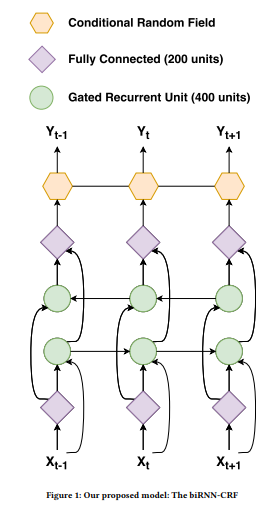 Conditional Random Field
Fully Connected (200 units)
Gated Recurrent Unit (400 units)
Yt-1 Yt Yt+1
Xt-1 Xt Xt+1
Figure 1: Our proposed model: The biRNN-CRF